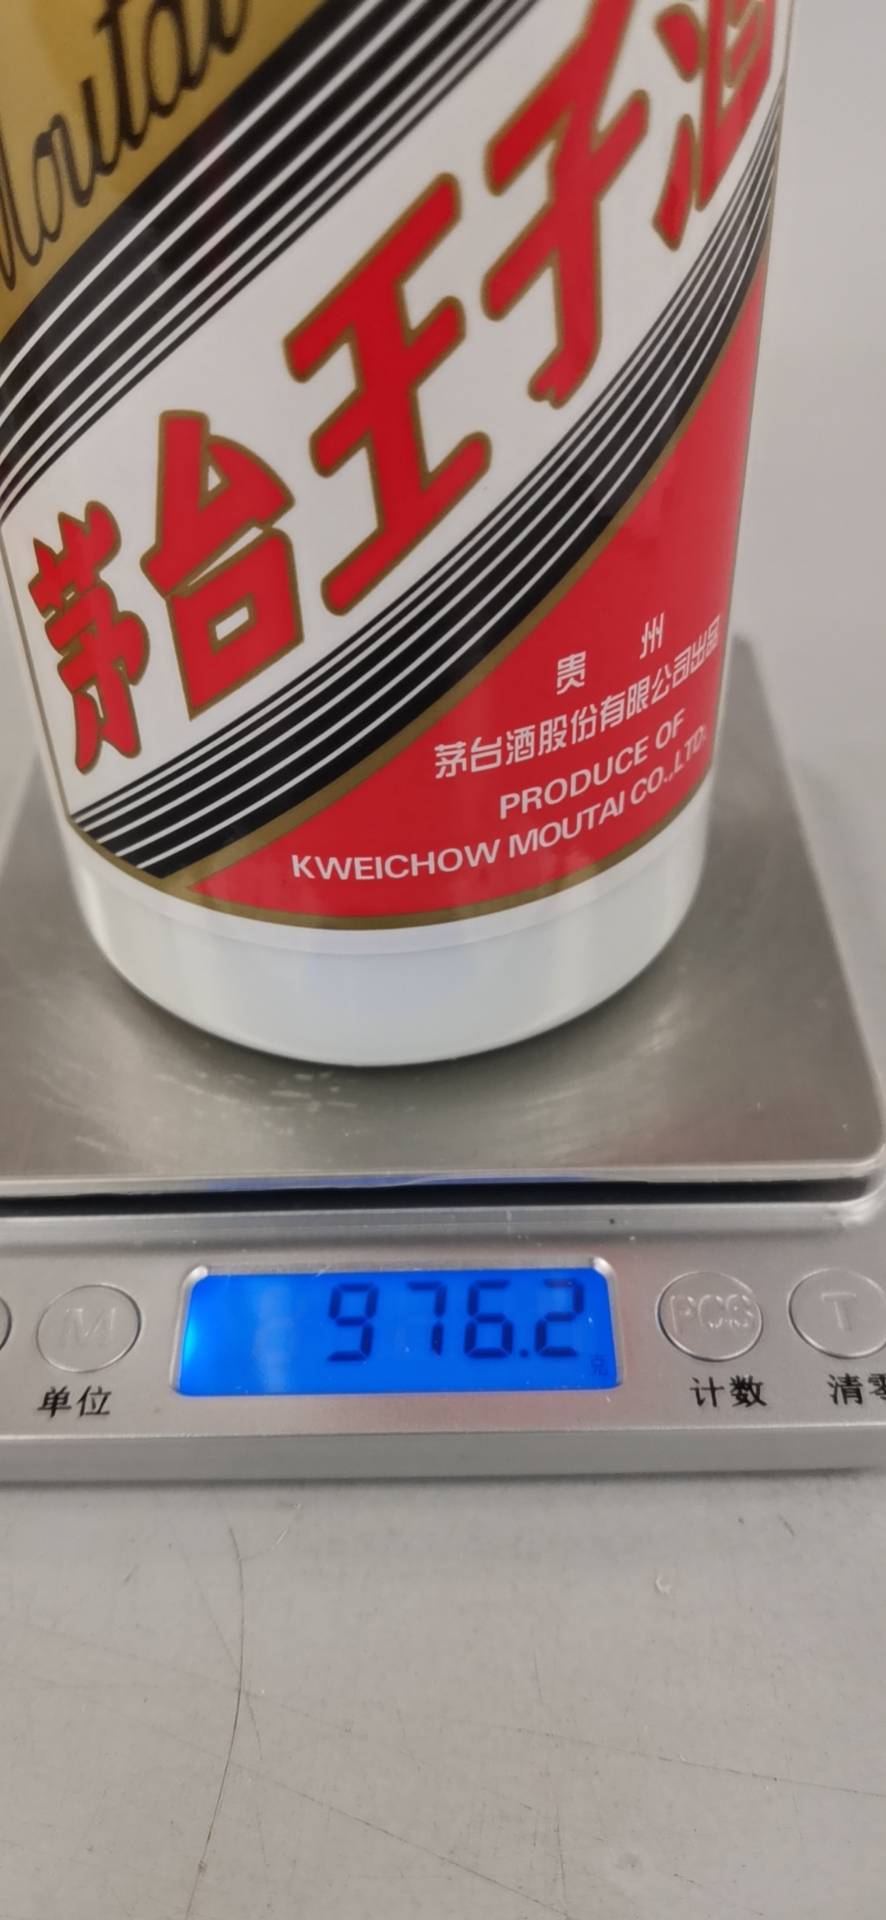 Moutai
茅台王子酒
贵州
茅台酒股份有限公司出品
PRODUCE OF
KWEICHOW MOUTAI CO.,LTD.
976.2
克
M
PCS
T
单位
计数
清零